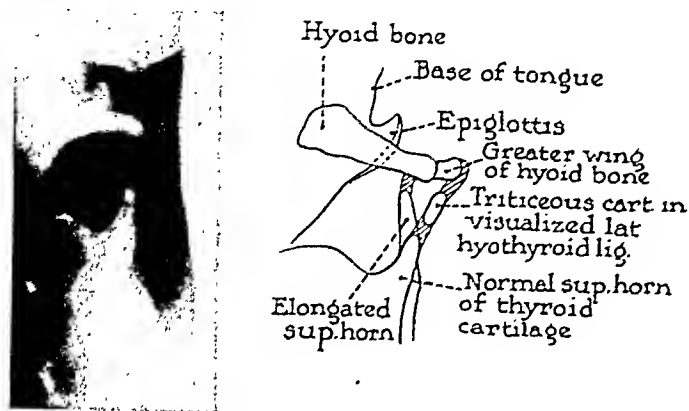 Hyoid bone
Base of tongue
Epiglottis
Greater wing
of hyoid bone
Triticeous cart. in
visualized lat
hyothyroid lig.
Normal sup. horn
of thyroid
cartilage
Elongated
sup. horn